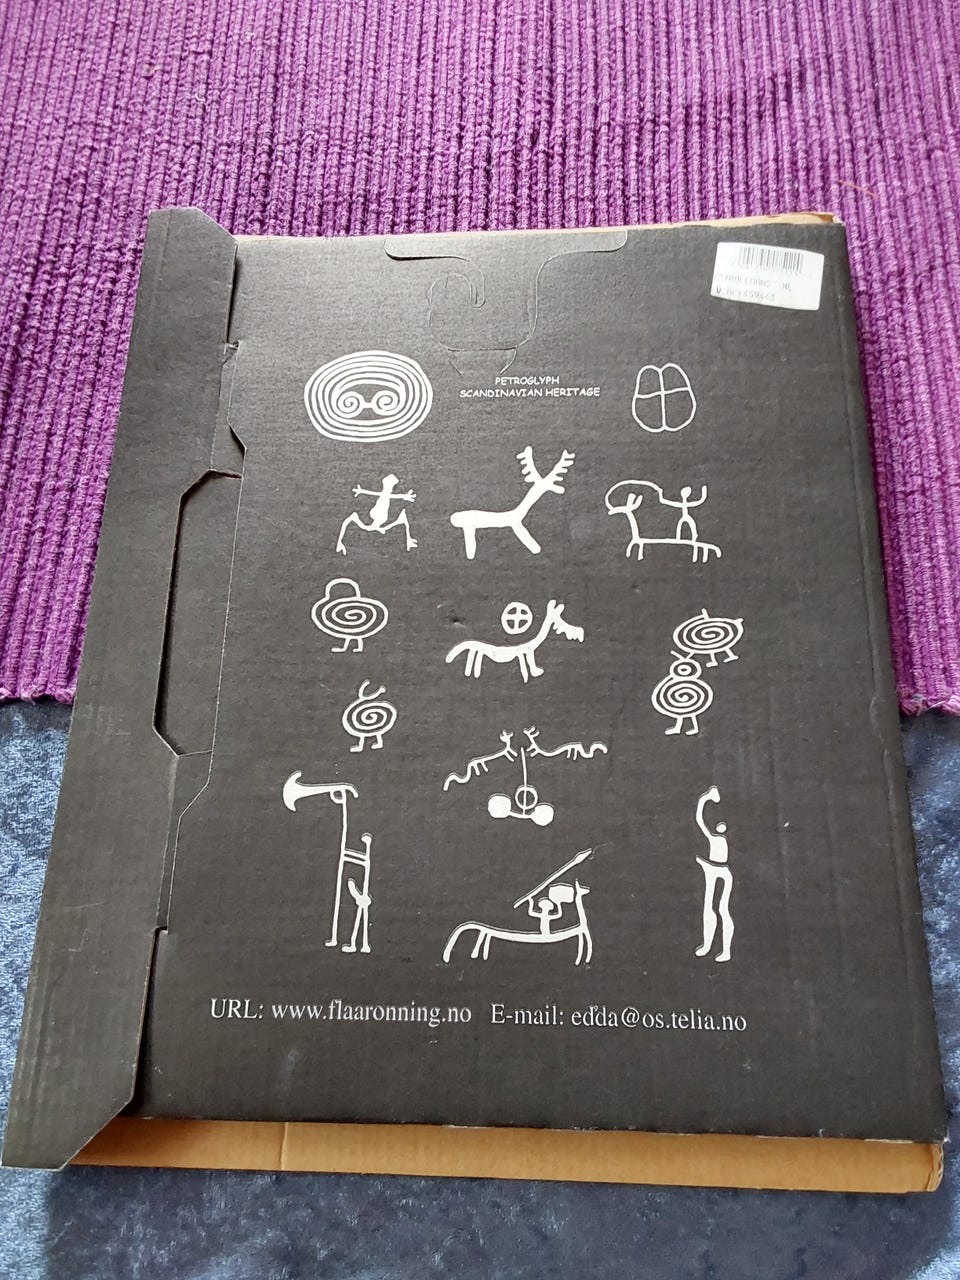 PETROGLYPH
SCANDINAVIAN HERITAGE
URL: www.flaaronning.no E-mail: edda@os.telia.no